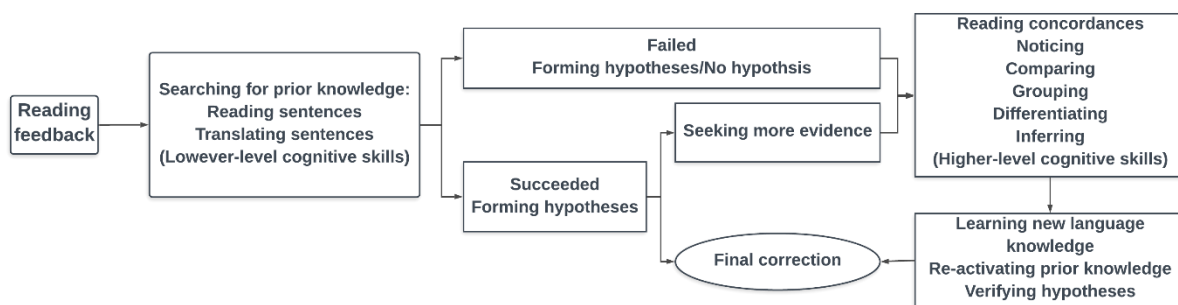 Reading
feedback
Searching for prior knowledge:
Reading sentences
Translating sentences
(Lowever-level cognitive skills)
Failed
Forming hypotheses/No hypothsis
Succeeded
Forming hypotheses
Seeking more evidence
Final correction
Reading concordances
Noticing
Comparing
Grouping
Differentiating
Inferring
(Higher-level cognitive skills)
Learning new language
knowledge
Re-activating prior knowledge
Verifying hypotheses